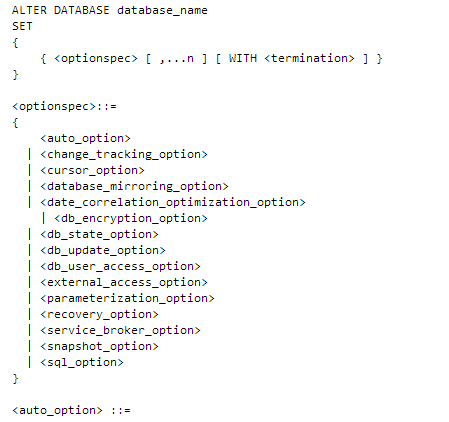 ALTER DATABASE database_name
SET
{
    { <optionspec> [ ,...n ] [ WITH <termination> ] }
}

<optionspec>::=
{
    <auto_option>
  | <change_tracking_option>
  | <cursor_option>
  | <database_mirroring_option>
  | <date_correlation_optimization_option>
    | <db_encryption_option>
  | <db_state_option>
  | <db_update_option>
  | <db_user_access_option>
  | <external_access_option>
  | <parameterization_option>
  | <recovery_option>
  | <service_broker_option>
  | <snapshot_option>
  | <sql_option>
}

<auto_option> ::=